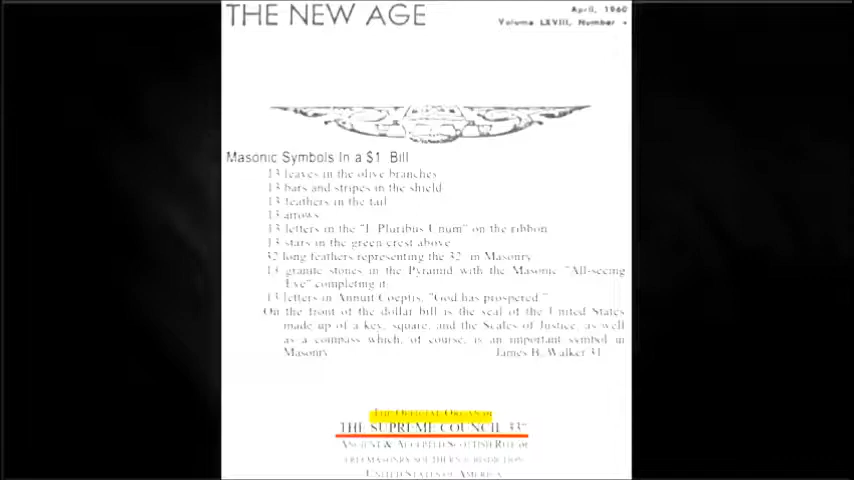 THE NEW AGE
April, 1960
Volume LXVIII, Number
Masonic Symbols In a $1 Bill
13 leaves in the olive branches
13 bars and stripes in the shield
13 feathers in the tail
13 arrows
13 letters in the "E Pluribus Unum" on the ribbon
13 stars in the green crest above
32 long feathers representing the 32° in Masonry
13 granite stones in the Pyramid with the Masonic "All-seeing
Eye" completing it
13 letters in Annuit Coeptis, "God has prospered"
On the front of the dollar bill is the seal of the United States
made up of a key, square, and the Scales of Justice, as well
as a compass which, of course, is an important symbol in
Masonry
James B. Walker 31
THE OFFICIAL ORGAN OF
THE SUPREME COUNCIL 33°
ANCIENT & ACCEPTED SCOTTISH RITE OF
FREEMASONRY SOUTHERN JURISDICTION
UNITED STATES OF AMERICA